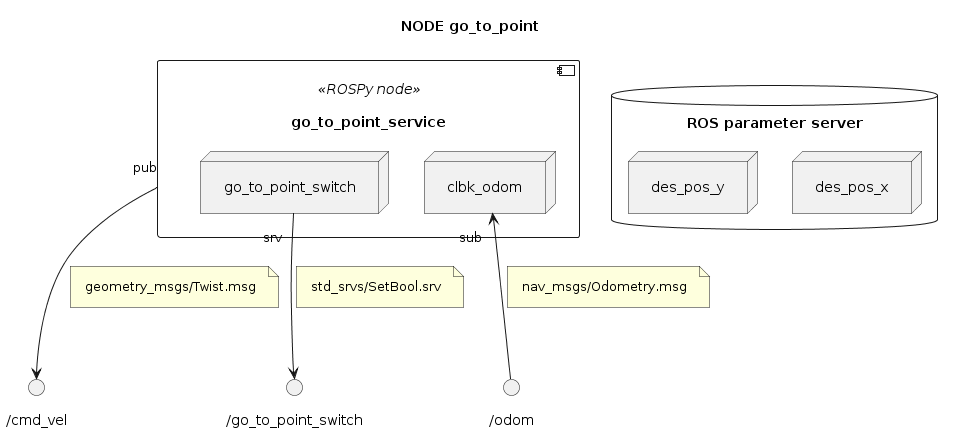 NODE go_to_point
«ROSPy node»
go_to_point_service
ROS parameter server
pub
go_to_point_switch
clbk_odom
des_pos_y
des_pos_x
srv
sub
geometry_msgs/Twist.msg
std_srvs/SetBool.srv
nav_msgs/Odometry.msg
/cmd_vel
/go_to_point_switch
/odom